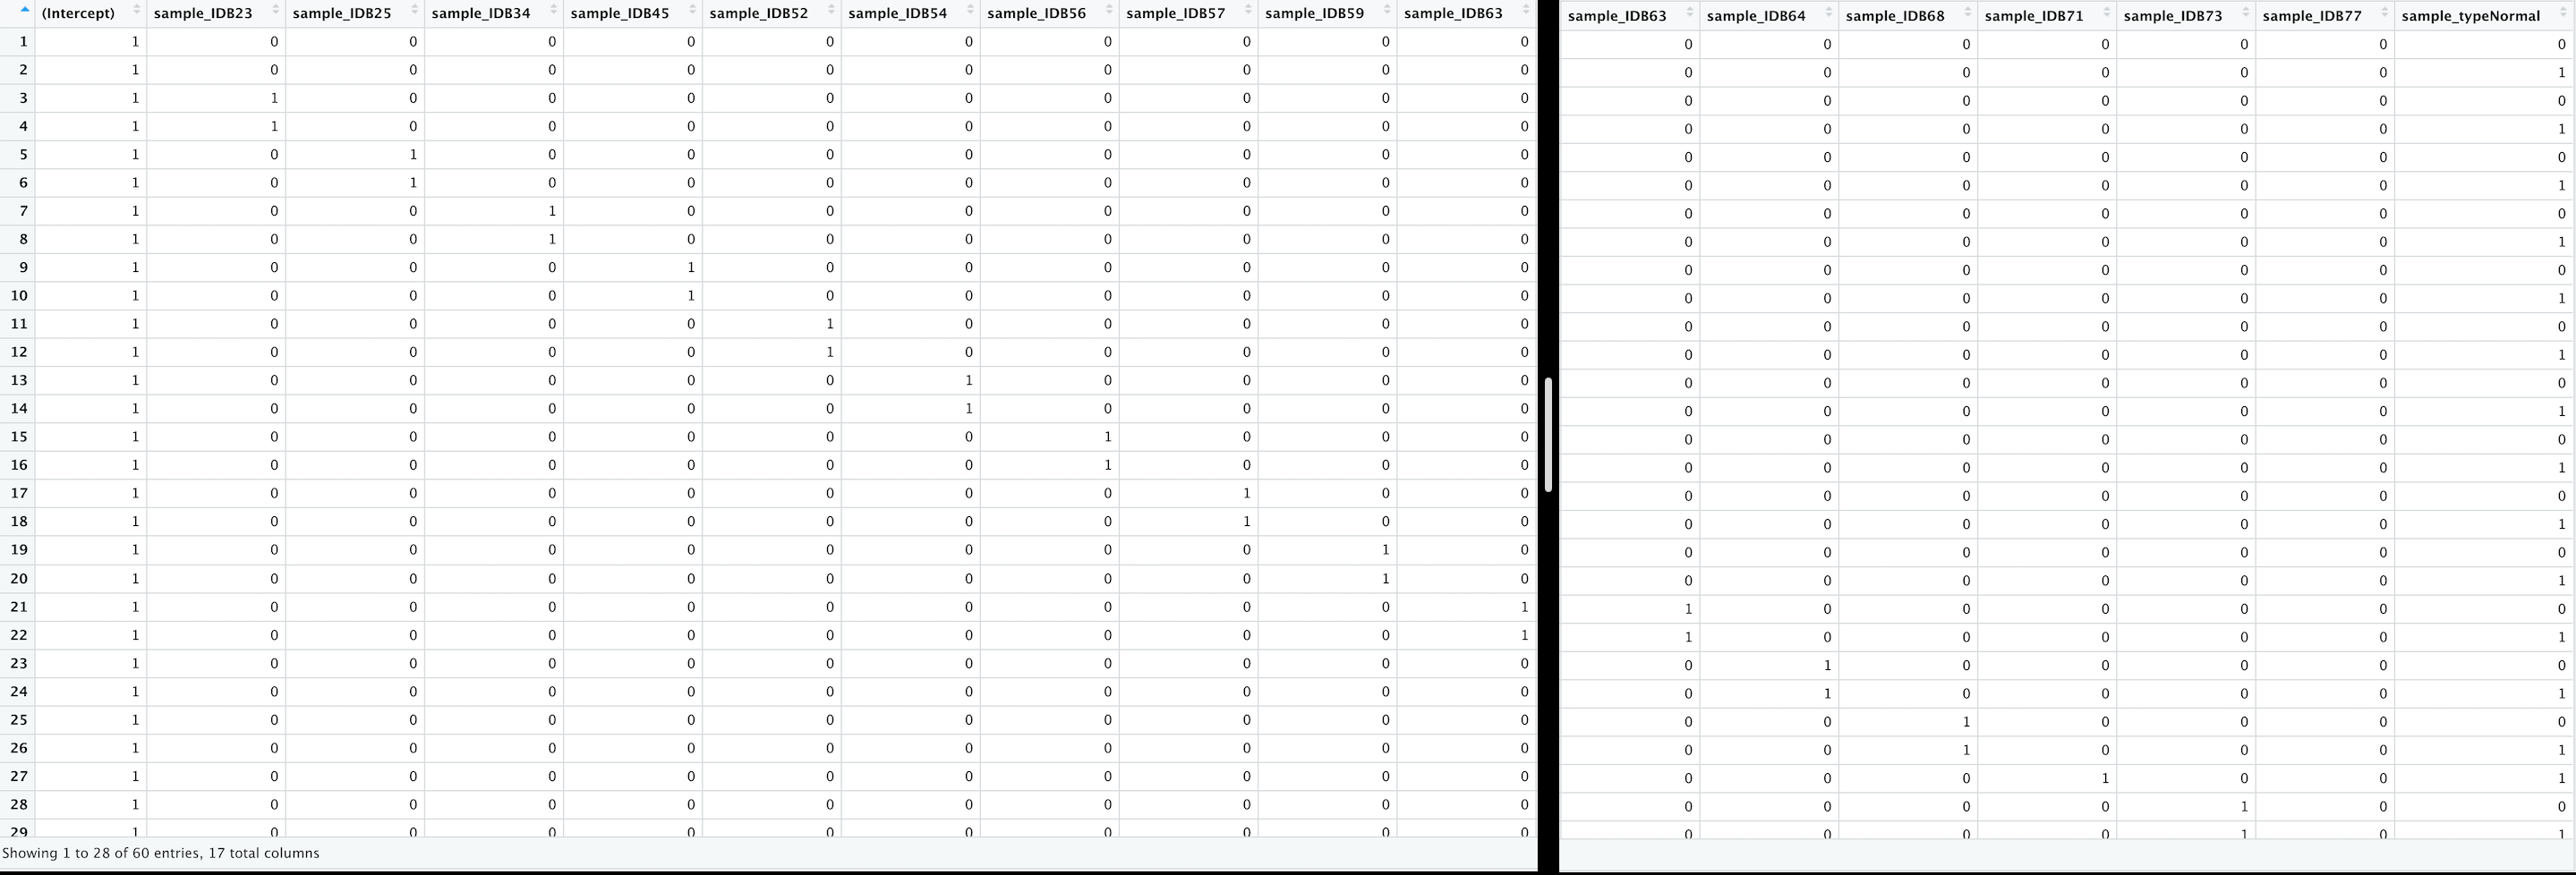 (Intercept) sample_IDB23 sample_IDB25 sample_IDB34 sample_IDB45 sample_IDB52 sample_IDB54 sample_IDB56 sample_IDB57 sample_IDB59 sample_IDB63 sample_IDB63 sample_IDB64 sample_IDB68 sample_IDB71 sample_IDB73 sample_IDB77 sample_typeNormal
1 1 0 0 0 0 0 0 0 0 0 0 0 0 0 0 0 0 0
2 1 0 0 0 0 0 0 0 0 0 0 0 0 0 0 0 0 1
3 1 1 0 0 0 0 0 0 0 0 0 0 0 0 0 0 0 0
4 1 1 0 0 0 0 0 0 0 0 0 0 0 0 0 0 0 1
5 1 0 1 0 0 0 0 0 0 0 0 0 0 0 0 0 0 0
6 1 0 1 0 0 0 0 0 0 0 0 0 0 0 0 0 0 1
7 1 0 0 1 0 0 0 0 0 0 0 0 0 0 0 0 0 0
8 1 0 0 1 0 0 0 0 0 0 0 0 0 0 0 0 0 1
9 1 0 0 0 1 0 0 0 0 0 0 0 0 0 0 0 0 0
10 1 0 0 0 1 0 0 0 0 0 0 0 0 0 0 0 0 1
11 1 0 0 0 0 1 0 0 0 0 0 0 0 0 0 0 0 0
12 1 0 0 0 0 1 0 0 0 0 0 0 0 0 0 0 0 1
13 1 0 0 0 0 0 1 0 0 0 0 0 0 0 0 0 0 0
14 1 0 0 0 0 0 1 0 0 0 0 0 0 0 0 0 0 1
15 1 0 0 0 0 0 0 1 0 0 0 0 0 0 0 0 0 0
16 1 0 0 0 0 0 0 1 0 0 0 0 0 0 0 0 0 1
17 1 0 0 0 0 0 0 0 1 0 0 0 0 0 0 0 0 0
18 1 0 0 0 0 0 0 0 1 0 0 0 0 0 0 0 0 1
19 1 0 0 0 0 0 0 0 0 1 0 0 0 0 0 0 0 0
20 1 0 0 0 0 0 0 0 0 1 0 0 0 0 0 0 0 1
21 1 0 0 0 0 0 0 0 0 0 1 1 0 0 0 0 0 0
22 1 0 0 0 0 0 0 0 0 0 1 1 0 0 0 0 0 1
23 1 0 0 0 0 0 0 0 0 0 0 0 1 0 0 0 0 0
24 1 0 0 0 0 0 0 0 0 0 0 0 1 0 0 0 0 1
25 1 0 0 0 0 0 0 0 0 0 0 0 0 1 0 0 0 0
26 1 0 0 0 0 0 0 0 0 0 0 0 0 1 0 0 0 1
27 1 0 0 0 0 0 0 0 0 0 0 0 0 0 1 0 0 1
28 1 0 0 0 0 0 0 0 0 0 0 0 0 0 0 1 0 0
29 1 0 0 0 0 0 0 0 0 0 0 0 0 0 0 1 0 1
Showing 1 to 28 of 60 entries, 17 total columns